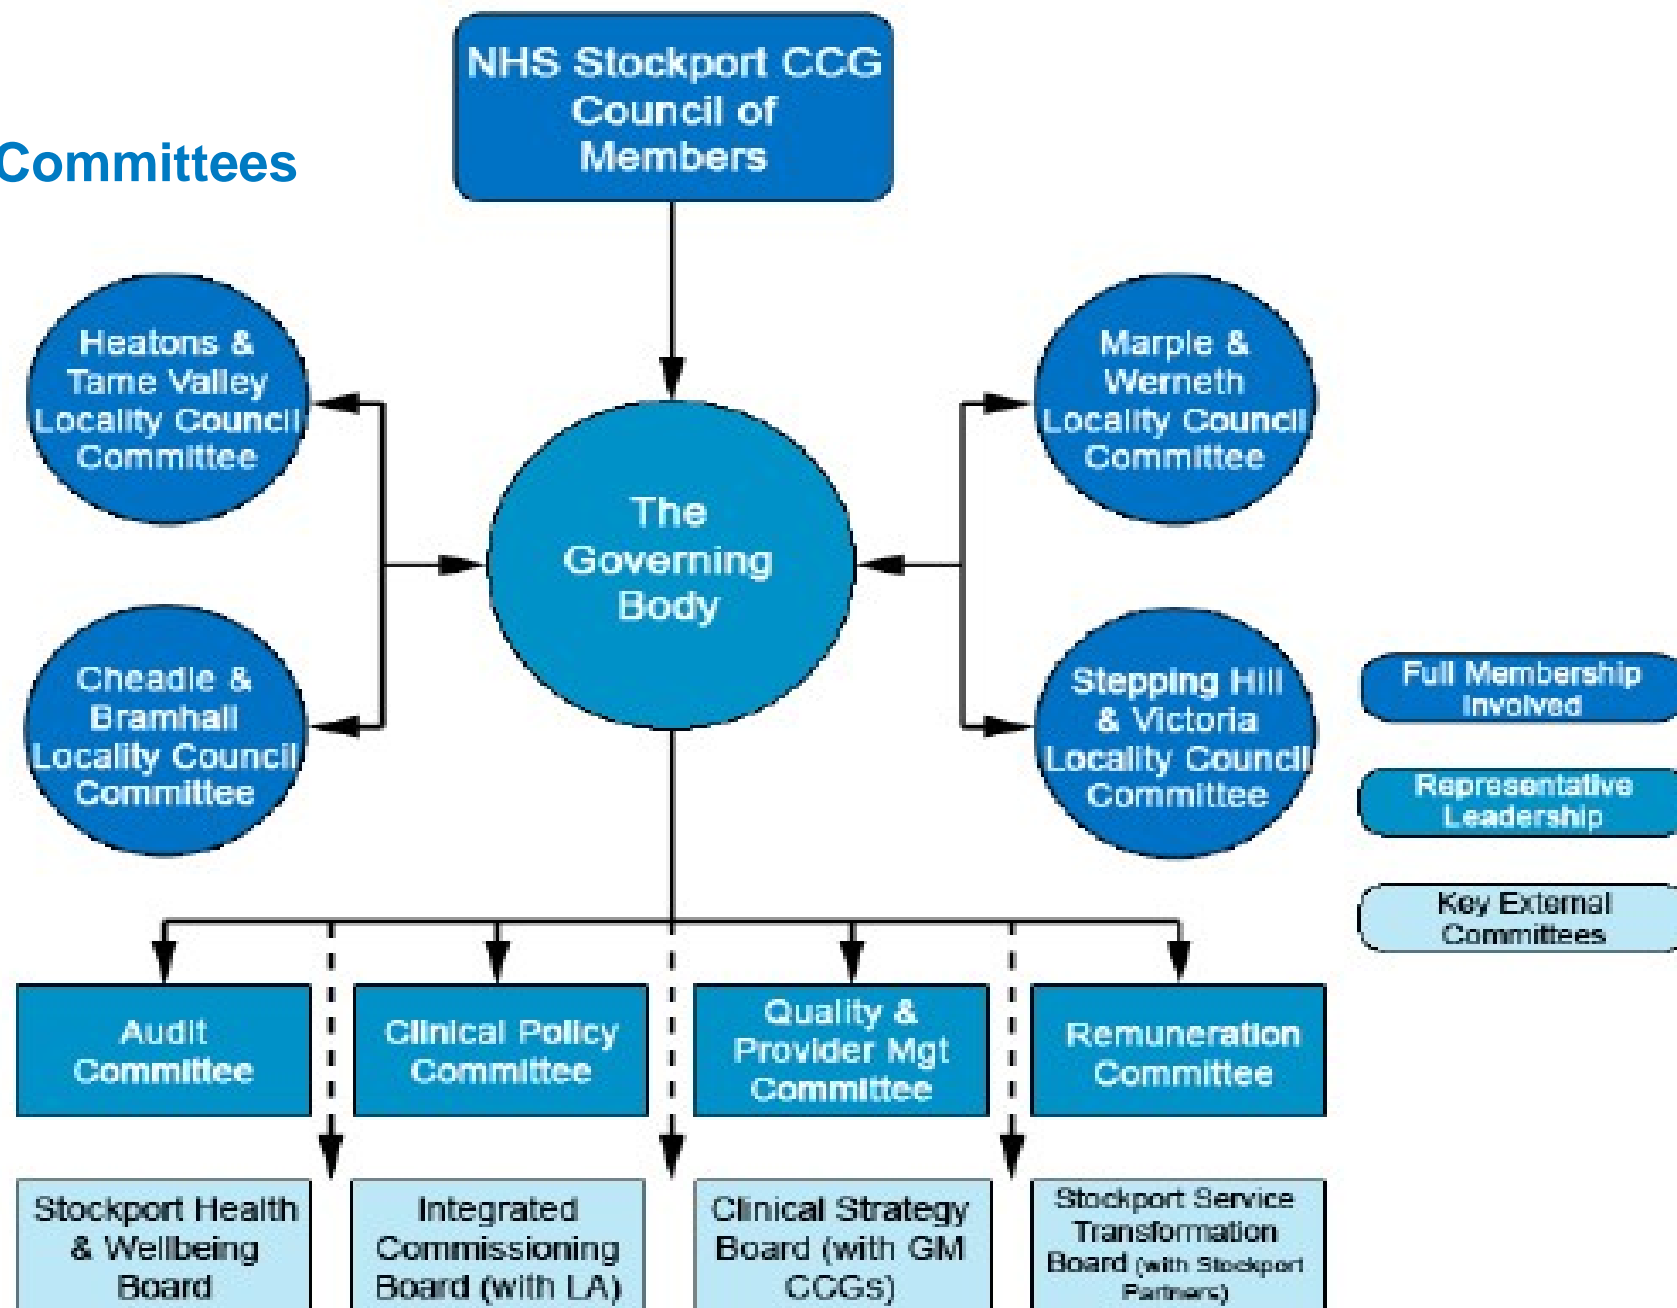 NHS Stockport CCG
Council of
Members
Committees
Heatons &
Tame Valley
Locality Council
Committee
Marple &
Werneth
Locality Council
Committee
The
Governing
Body
Cheadle &
Bramhall
Locality Council
Committee
Stepping Hill
& Victoria
Locality Council
Committee
Full Membership
Involved
Representative
Leadership
Key External
Committees
Audit
Committee
Clinical Policy
Committee
Quality &
Provider Mgt
Committee
Remuneration
Committee
Stockport Health
& Wellbeing
Board
Integrated
Commissioning
Board (with LA)
Clinical Strategy
Board (with GM
CCGs)
Stockport Service
Transformation
Board (with Stockport
Partners)